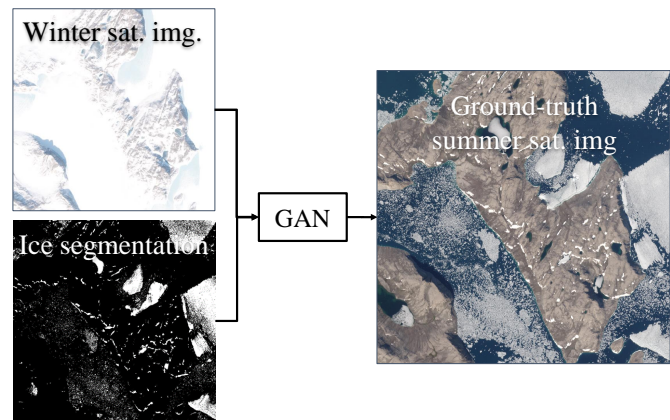 Winter sat. img.
Ice segmentation
GAN
Ground-truth
summer sat. img